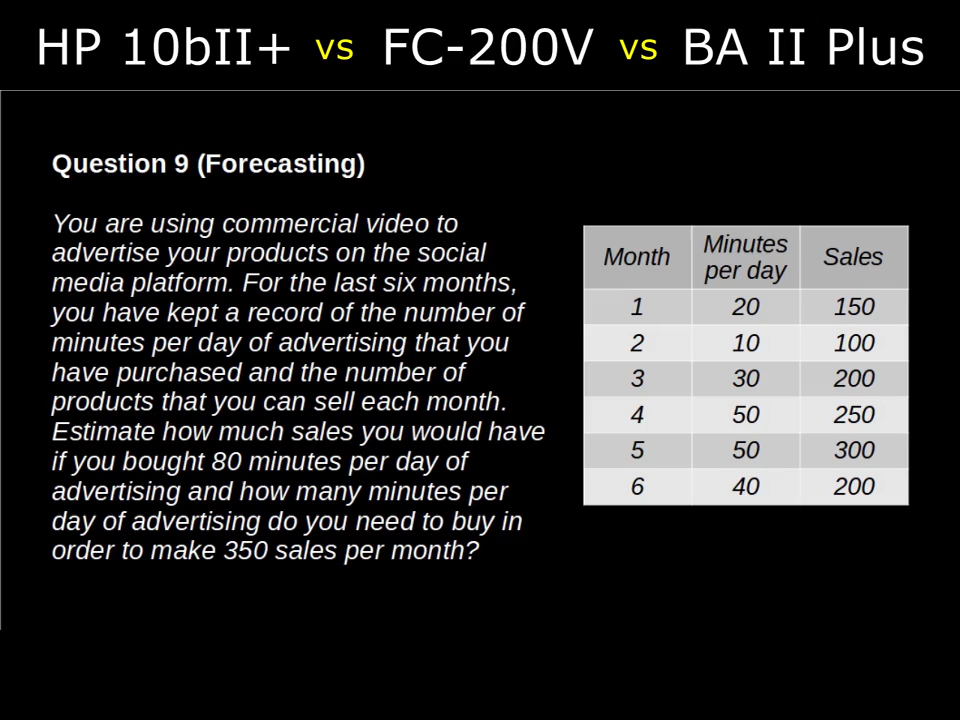 HP 10bII+ vs FC-200V vs BA II Plus
Question 9 (Forecasting)
You are using commercial video to
advertise your products on the social
media platform. For the last six months,
you have kept a record of the number of
minutes per day of advertising that you
have purchased and the number of
products that you can sell each month.
Estimate how much sales you would have
if you bought 80 minutes per day of
advertising and how many minutes per
day of advertising do you need to buy in
order to make 350 sales per month?
Month Minutes per day Sales
1 20 150
2 10 100
3 30 200
4 50 250
5 50 300
6 40 200